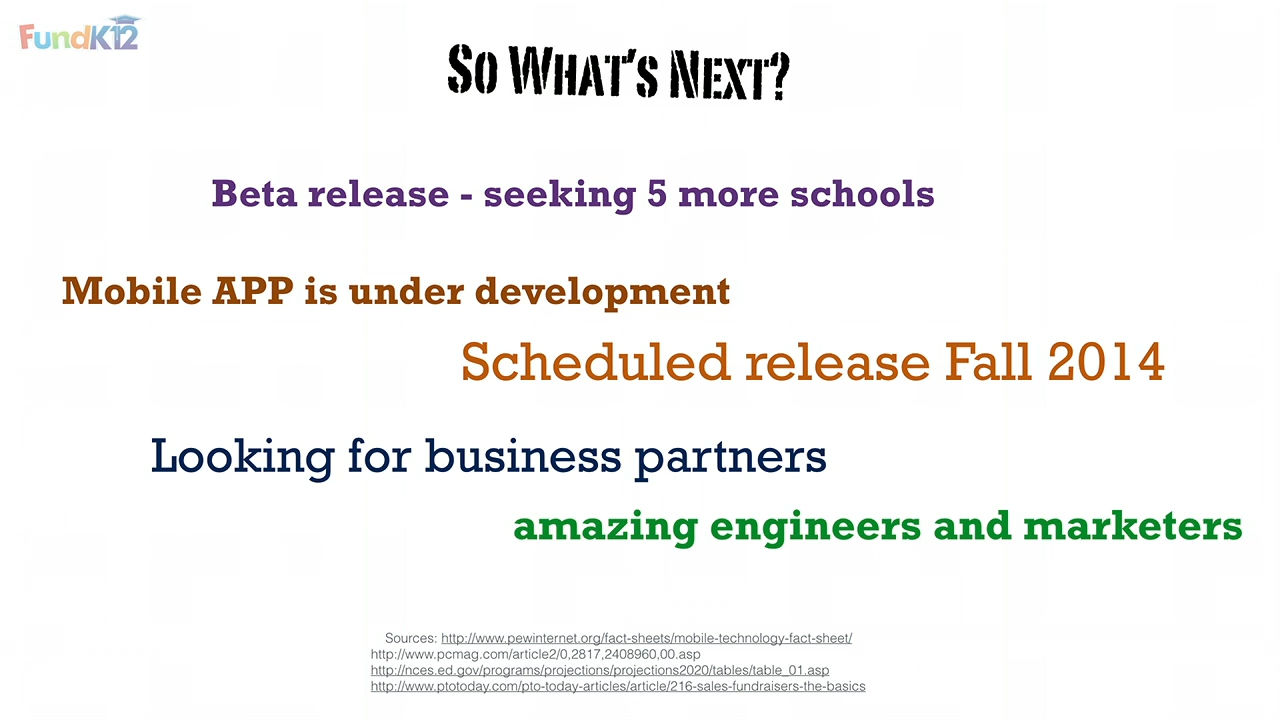 FundK12
So What's Next?
Beta release - seeking 5 more schools
Mobile APP is under development
Scheduled release Fall 2014
Looking for business partners
amazing engineers and marketers
Sources: http://www.pewinternet.org/fact-sheets/mobile-technology-fact-sheet/
http://www.pcmag.com/article2/0,2817,2408960,00.asp
http://nces.ed.gov/programs/projections/projections2020/tables/table_01.asp
http://www.ptotoday.com/pto-today-articles/article/216-sales-fundraisers-the-basics